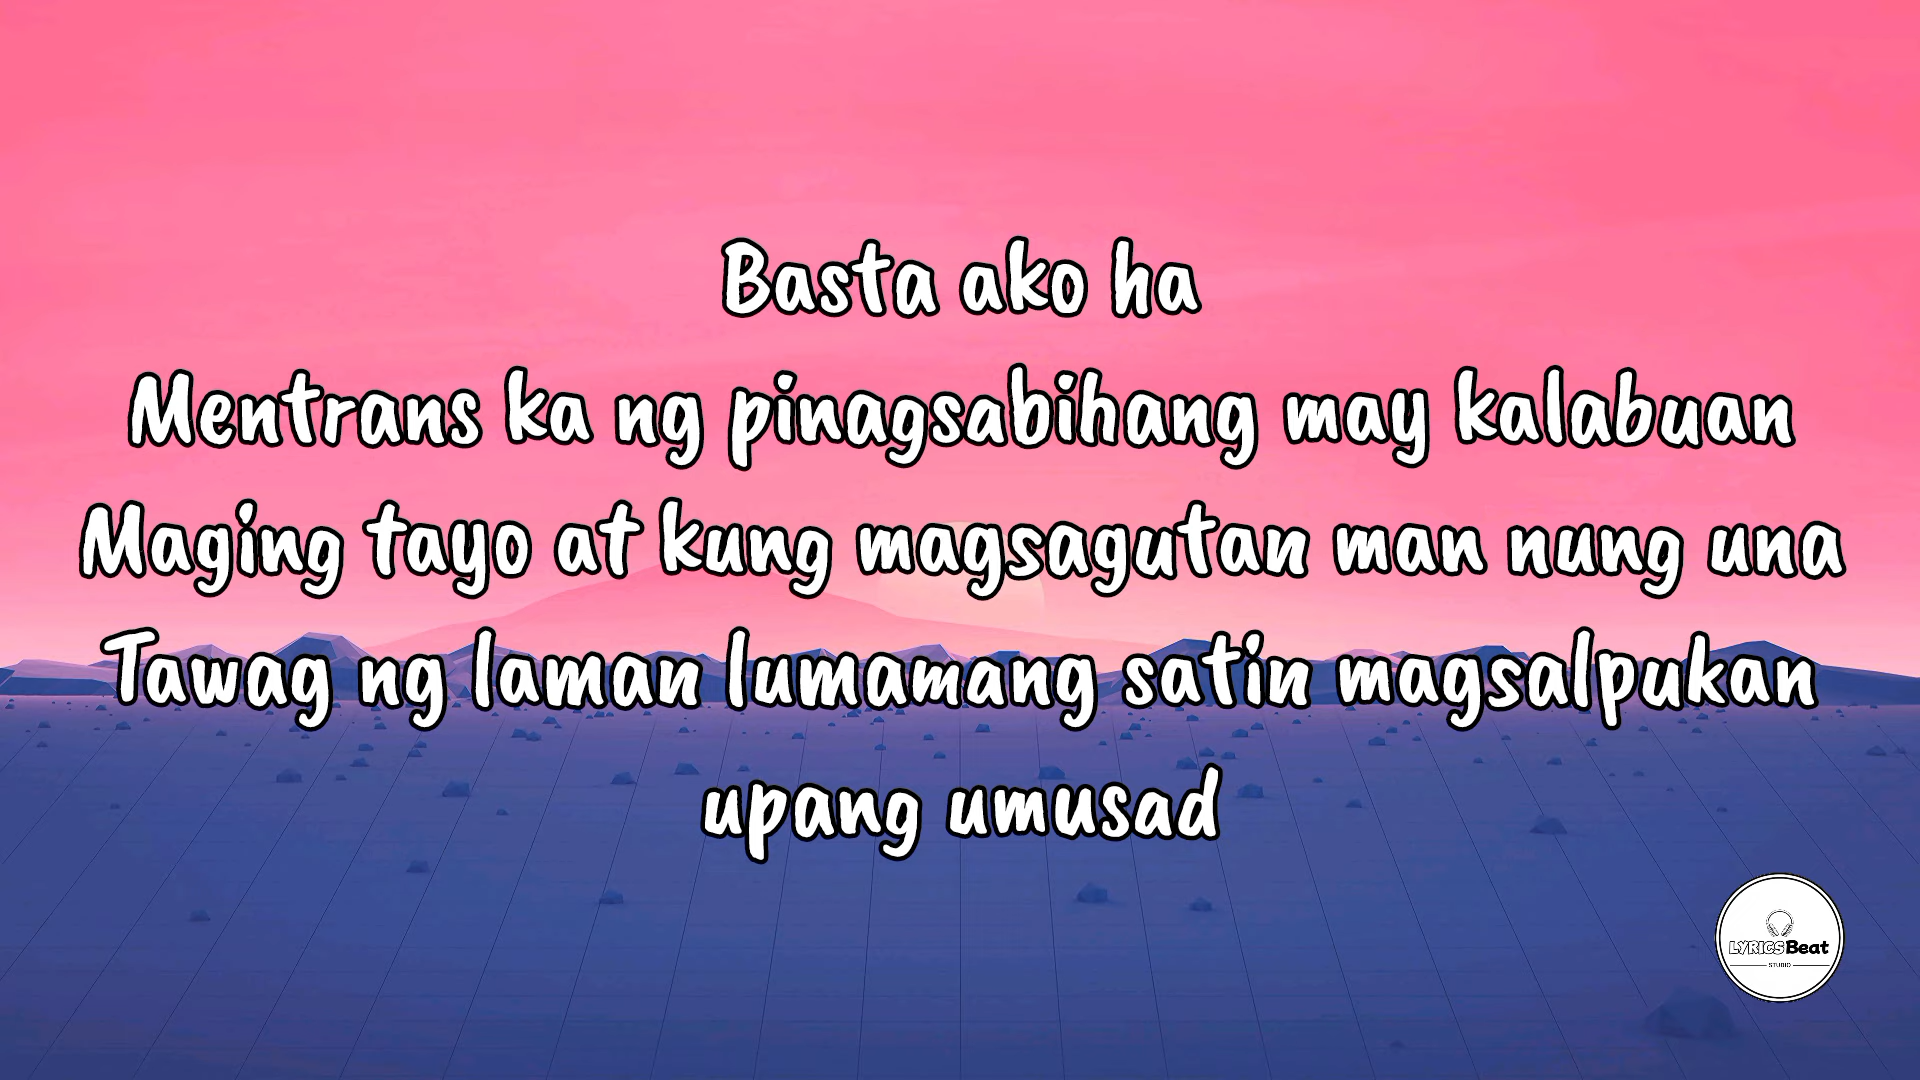 Basta ako ha
Mentrans ka ng pinagsabihang may kalabuan
Maging tayo at kung magsagutan man nung una
Tawag ng laman lumamang satin magsalpukan
upang umusad
LYRICSBeat
STUDIO